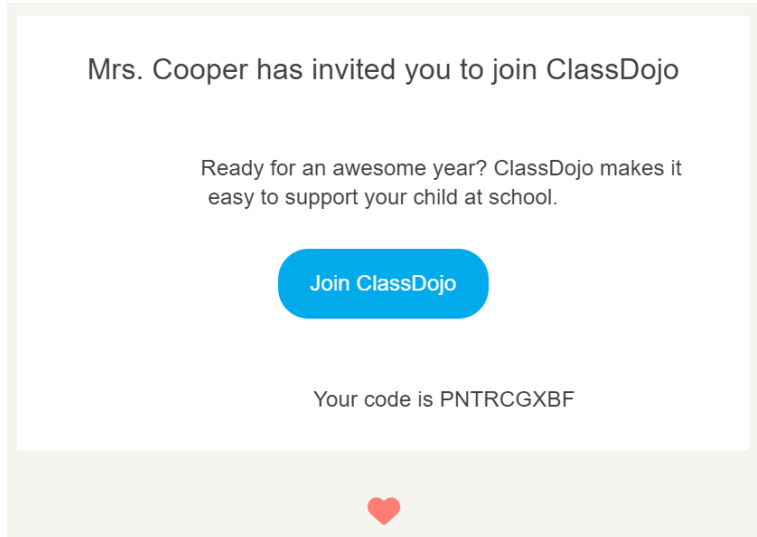 Mrs. Cooper has invited you to join ClassDojo
Ready for an awesome year? ClassDojo makes it
easy to support your child at school.
Join ClassDojo
Your code is PNTRCGXBF